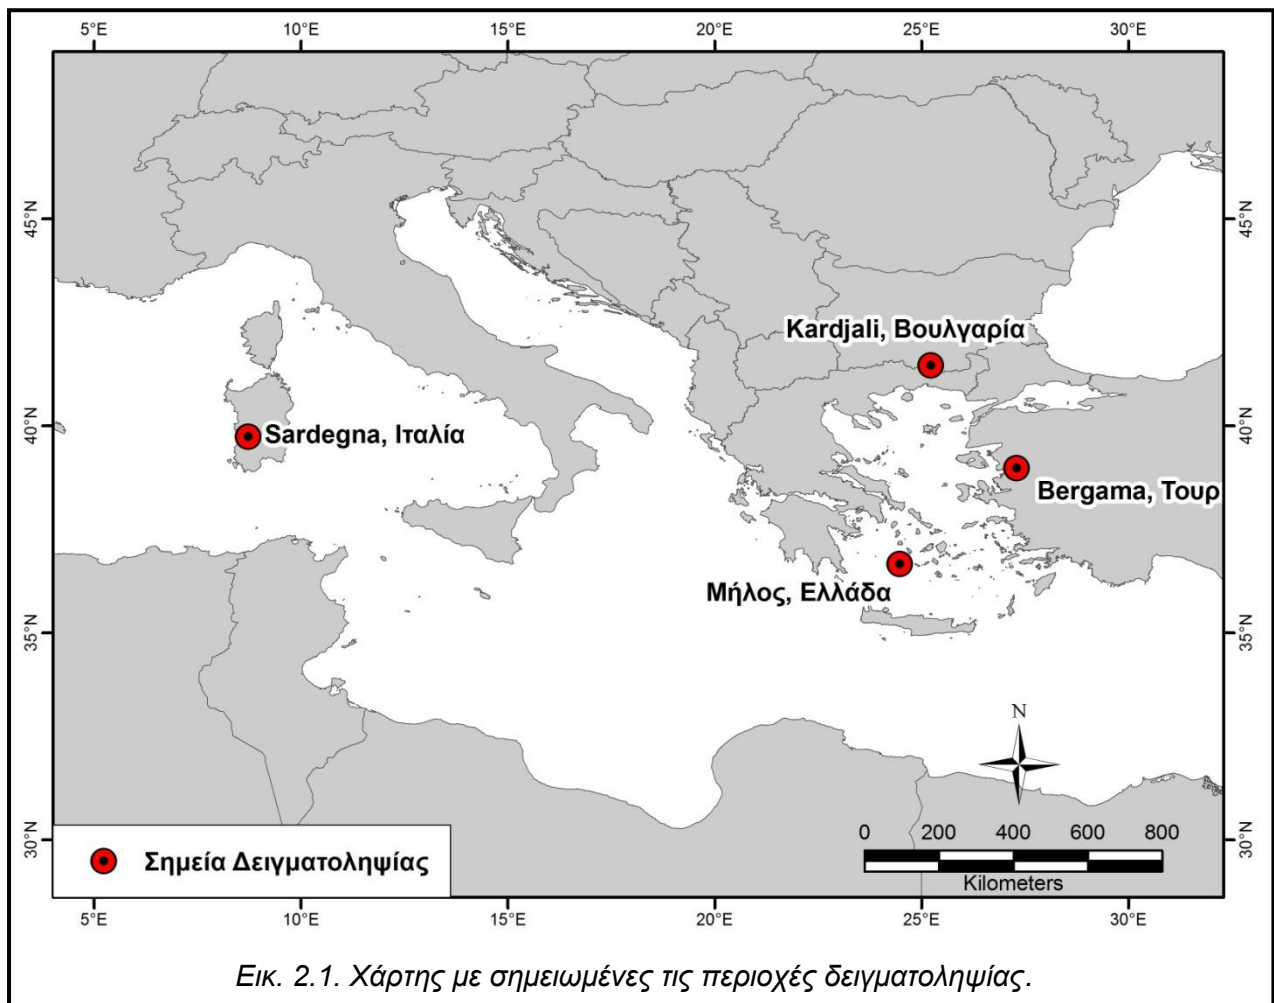 5°E 10°E 15°E 20°E 25°E 30°E
45°N 45°N
Kardjali, Βουλγαρία
40°N 40°N
Sardegna, Ιταλία
Bergama, Τουρ
Μήλος, Ελλάδα
35°N 35°N
N
30°N 30°N
0 200 400 600 800
Kilometers
Σημεία Δειγματοληψίας
5°E 10°E 15°E 20°E 25°E 30°E
Εικ. 2.1. Χάρτης με σημειωμένες τις περιοχές δειγματοληψίας.